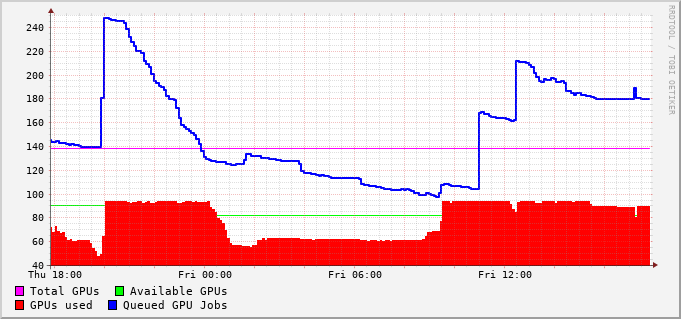 RRDTOOL / TOBI OETIKER
240
220
200
180
160
140
120
100
80
60
40
Thu 18:00 Fri 00:00 Fri 06:00 Fri 12:00
Total GPUs Available GPUs
GPUs used Queued GPU Jobs